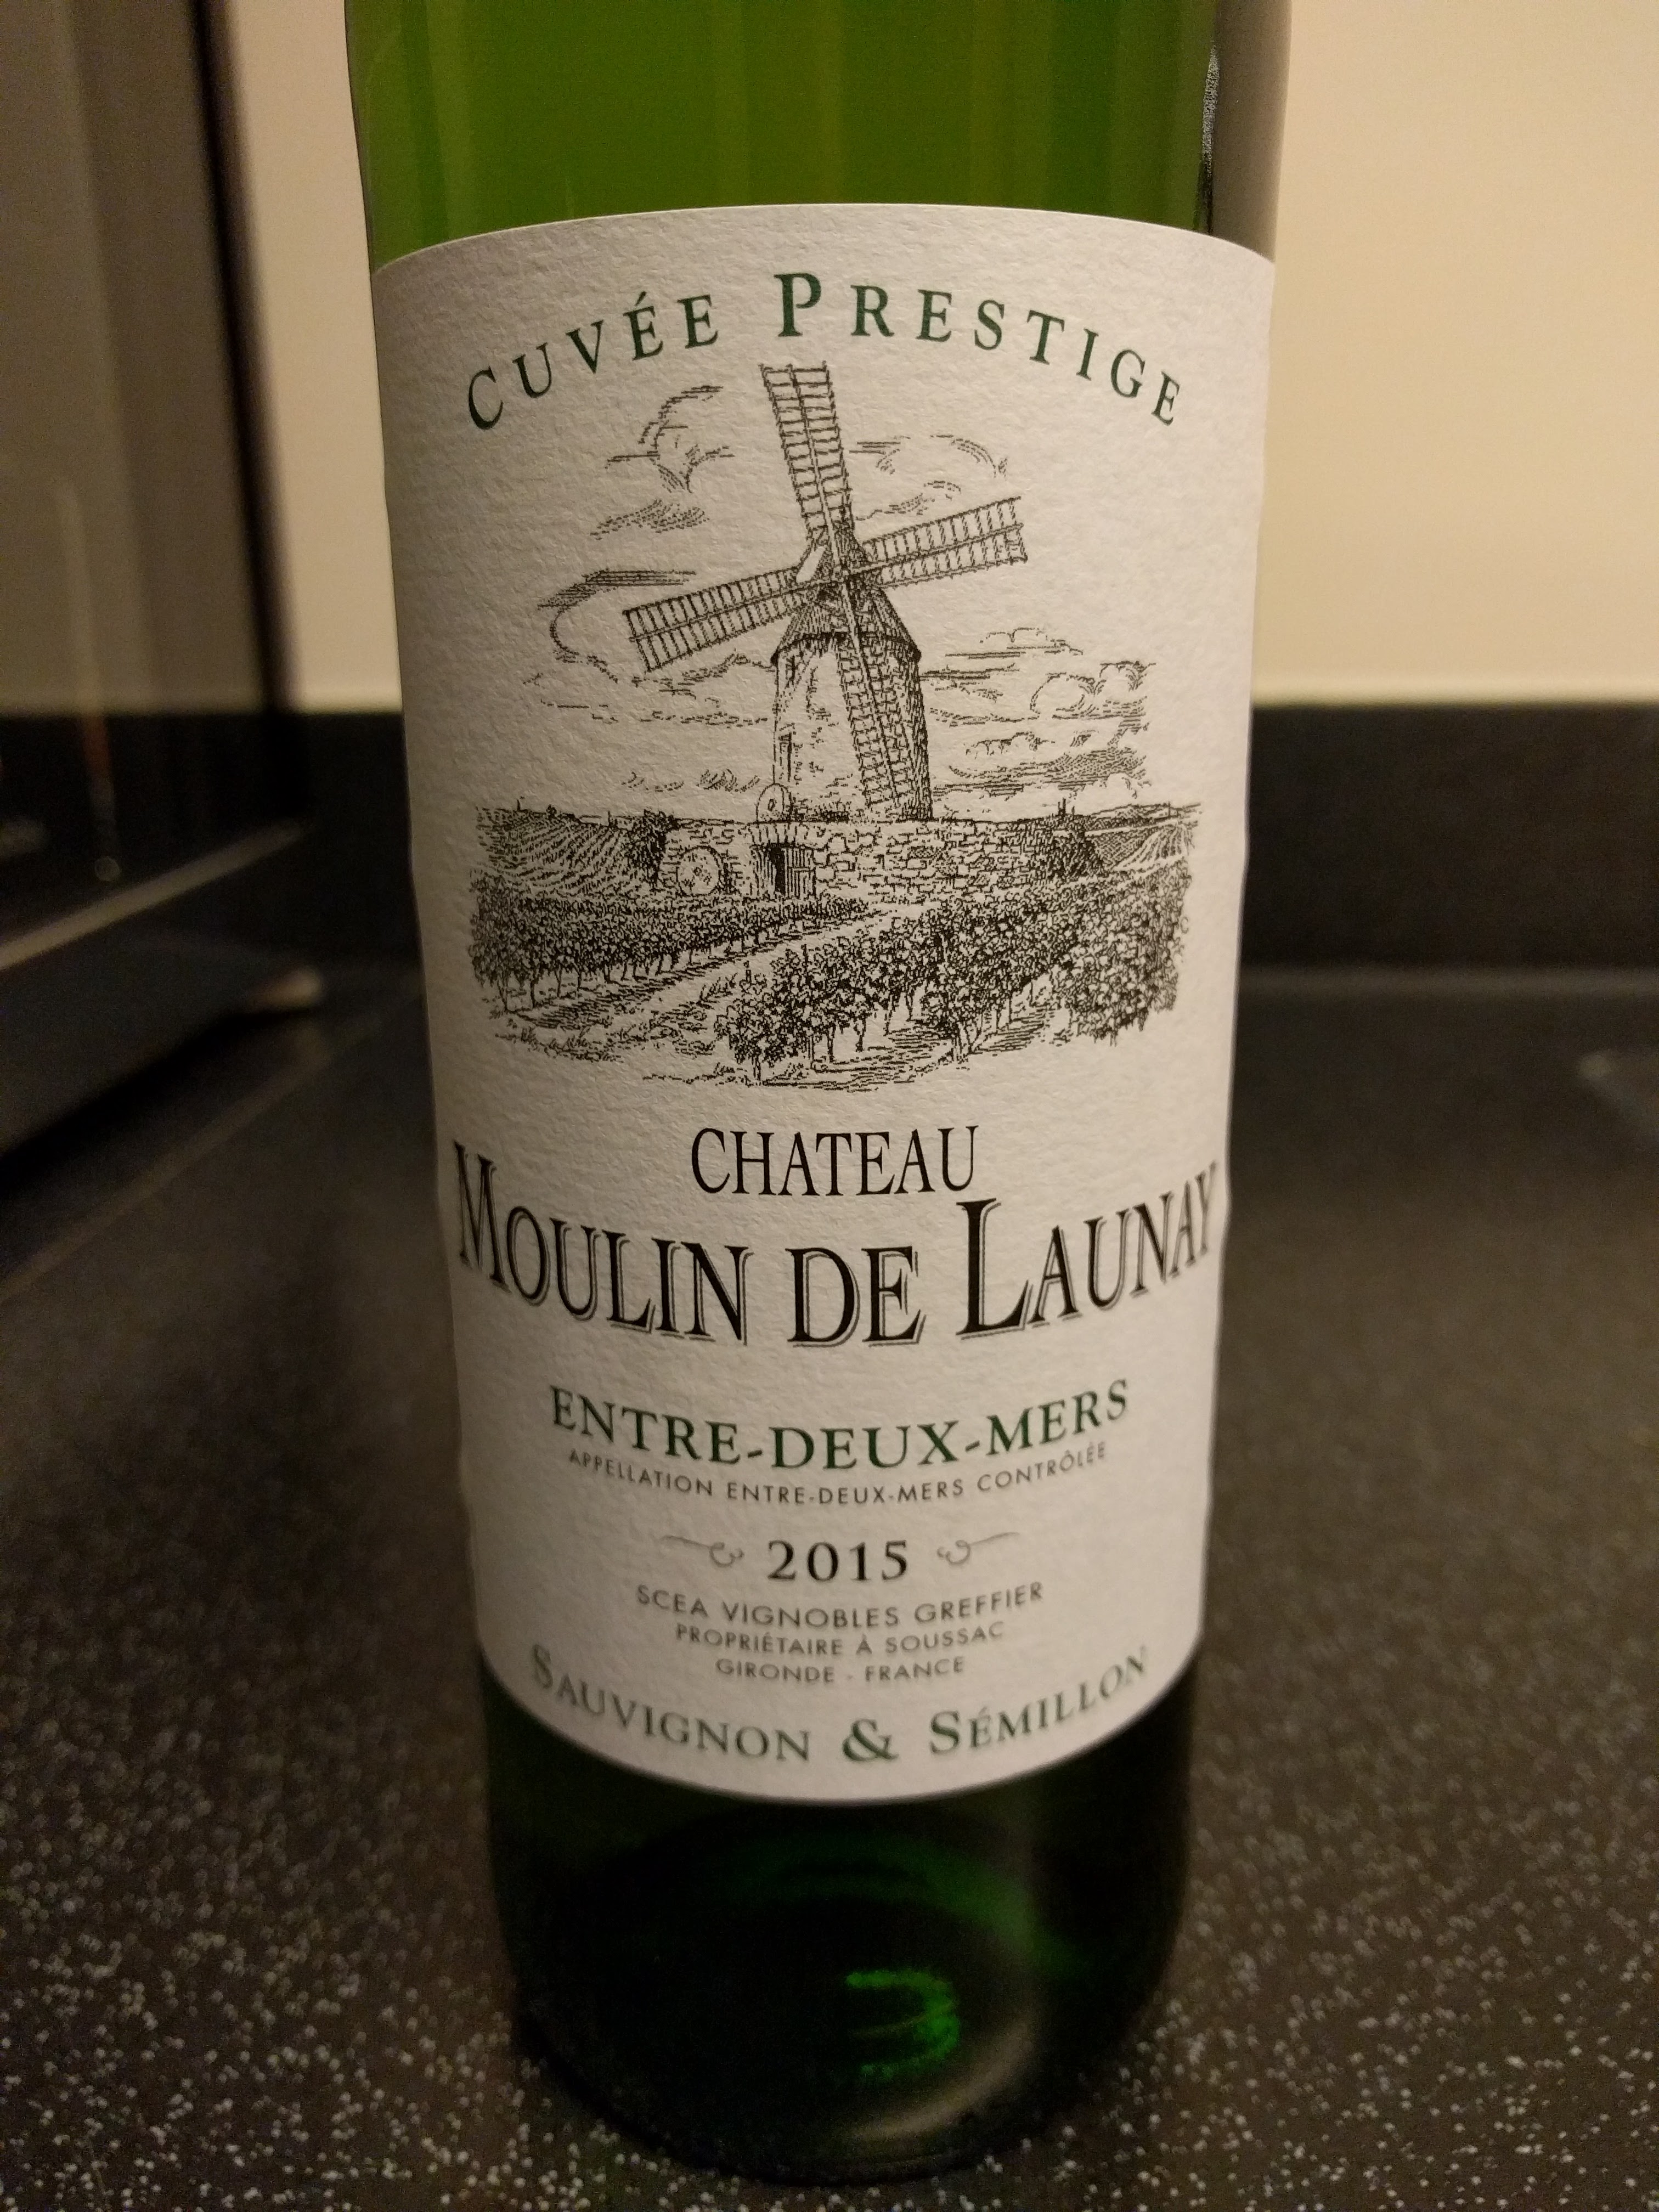 CUVÉE PRESTIGE
CHATEAU
MOULIN DE LAUNAY
ENTRE-DEUX-MERS
APPELLATION ENTRE-DEUX-MERS CONTRÔLÉE
2015
SCEA VIGNOBLES GREFFIER
PROPRIÉTAIRE À SOUSSAC
GIRONDE - FRANCE
SAUVIGNON & SÉMILLON